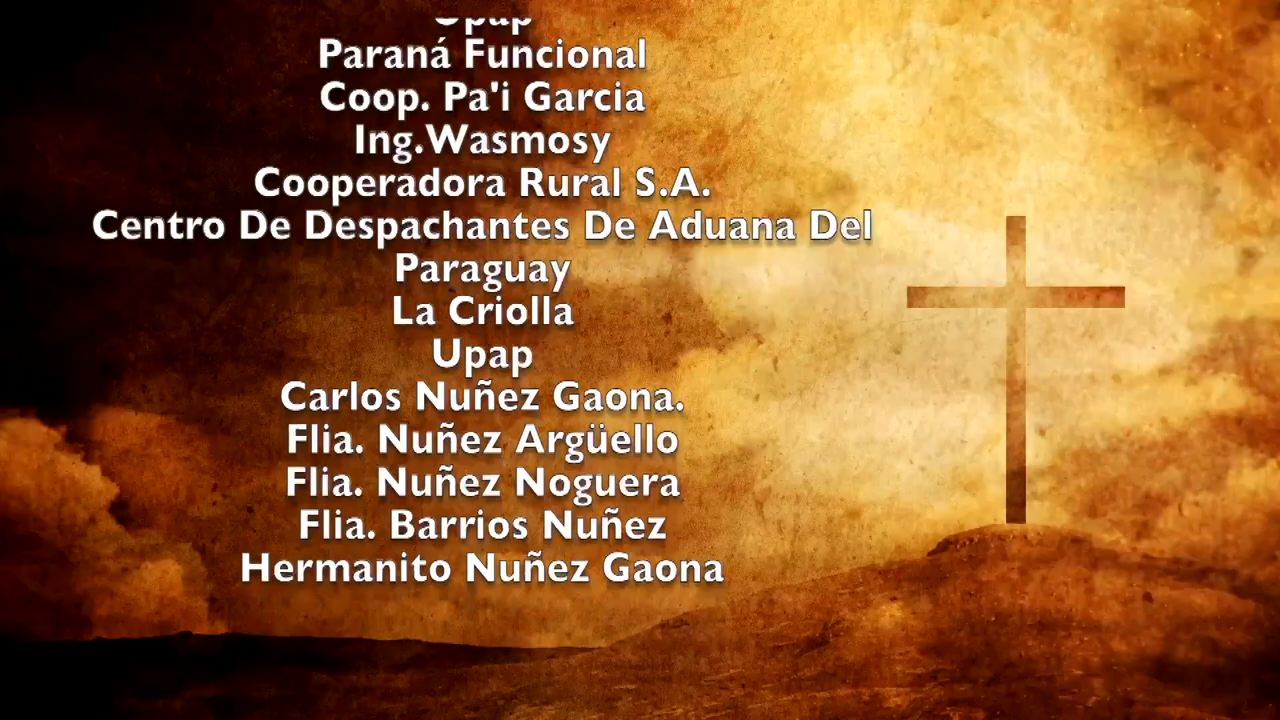 Paraná Funcional
Coop. Pa'i Garcia
Ing.Wasmosy
Cooperadora Rural S.A.
Centro De Despachantes De Aduana Del
Paraguay
La Criolla
Upap
Carlos Nuñez Gaona.
Flia. Nuñez Argüello
Flia. Nuñez Noguera
Flia. Barrios Nuñez
Hermanito Nuñez Gaona